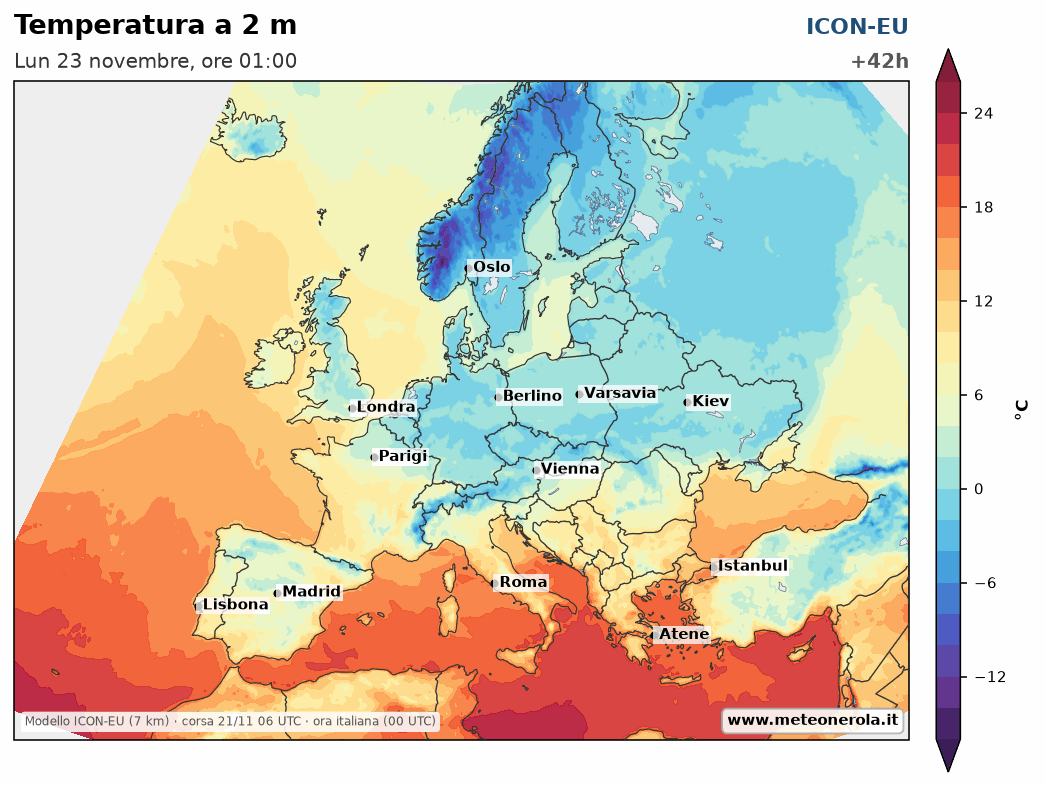 Temperatura a 2 m
ICON-EU
Lun 23 novembre, ore 01:00
+42h
24
18
12
6
0
−6
−12
°C
Oslo
Berlino
Varsavia
Kiev
Londra
Parigi
Vienna
Istanbul
Roma
Madrid
Lisbona
Atene
Modello ICON-EU (7 km) · corsa 21/11 06 UTC · ora italiana (00 UTC)
www.meteonerola.it